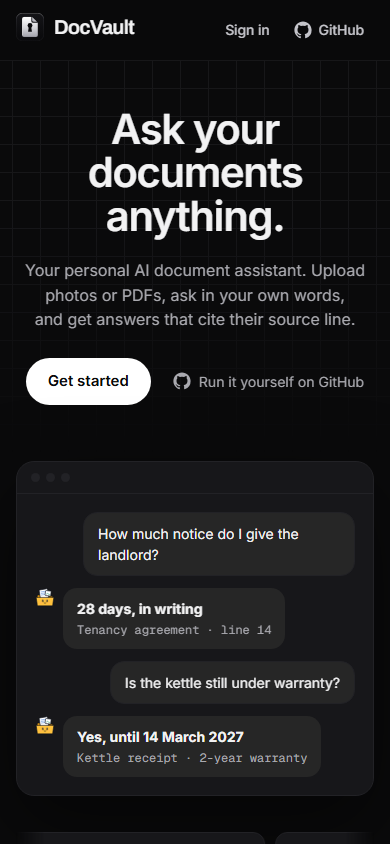 DocVault
Sign in
GitHub
Ask your
documents
anything.
Your personal AI document assistant. Upload
photos or PDFs, ask in your own words,
and get answers that cite their source line.
Get started
Run it yourself on GitHub
How much notice do I give the
landlord?
28 days, in writing
Tenancy agreement · line 14
Is the kettle still under warranty?
Yes, until 14 March 2027
Kettle receipt · 2-year warranty